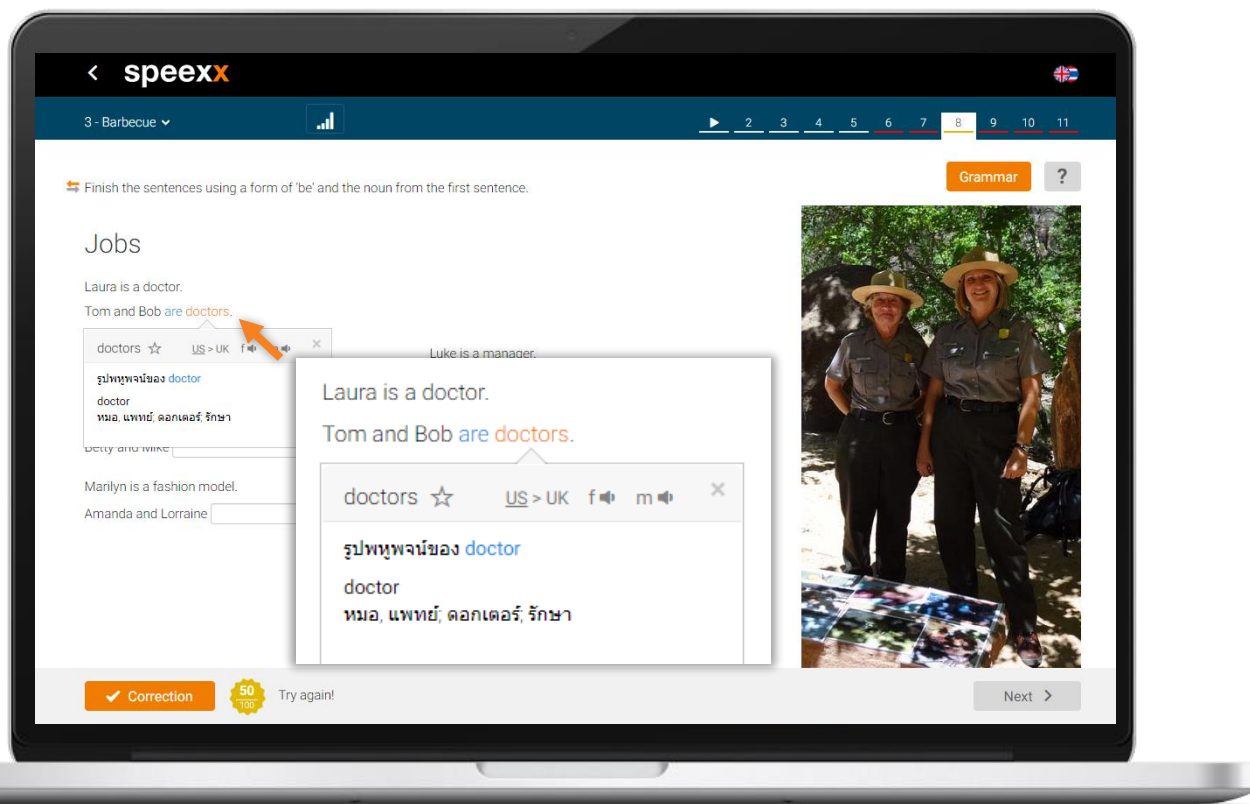 speexx
3 - Barbecue
2 3 4 5 6 7 8 9 10 11
Finish the sentences using a form of 'be' and the noun from the first sentence.
Grammar ?
Jobs
Laura is a doctor.
Tom and Bob are doctors.
doctors US > UK f
รูปพหูพจน์ของ doctor
doctor
หมอ, แพทย์; ดอกเตอร์; รักษา
Betty and Mike
Marilyn is a fashion model.
Amanda and Lorraine
Luke is a manager.
Laura is a doctor.
Tom and Bob are doctors.
doctors US > UK f m
รูปพหูพจน์ของ doctor
doctor
หมอ, แพทย์; ดอกเตอร์; รักษา
Correction
50
100
Try again!
Next